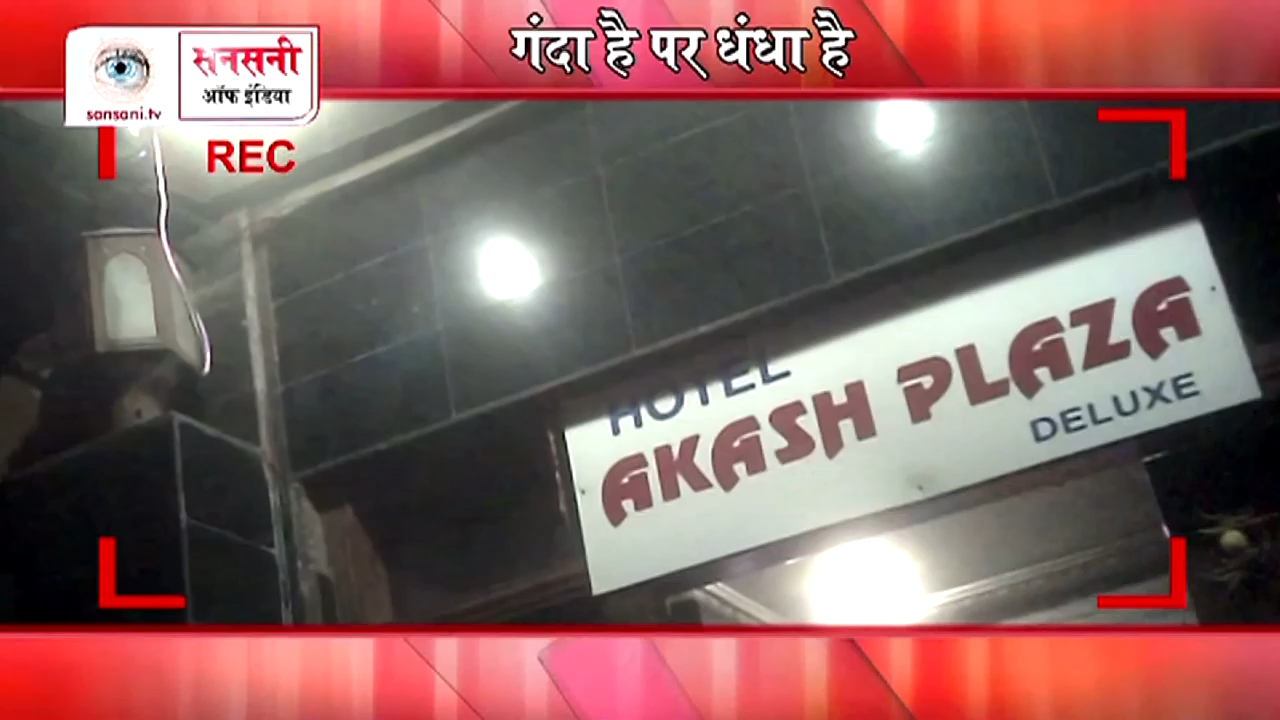 गंदा है पर धंधा है
सनसनी
ऑफ इंडिया
sansani.tv
REC
HOTEL
AKASH PLAZA
DELUXE